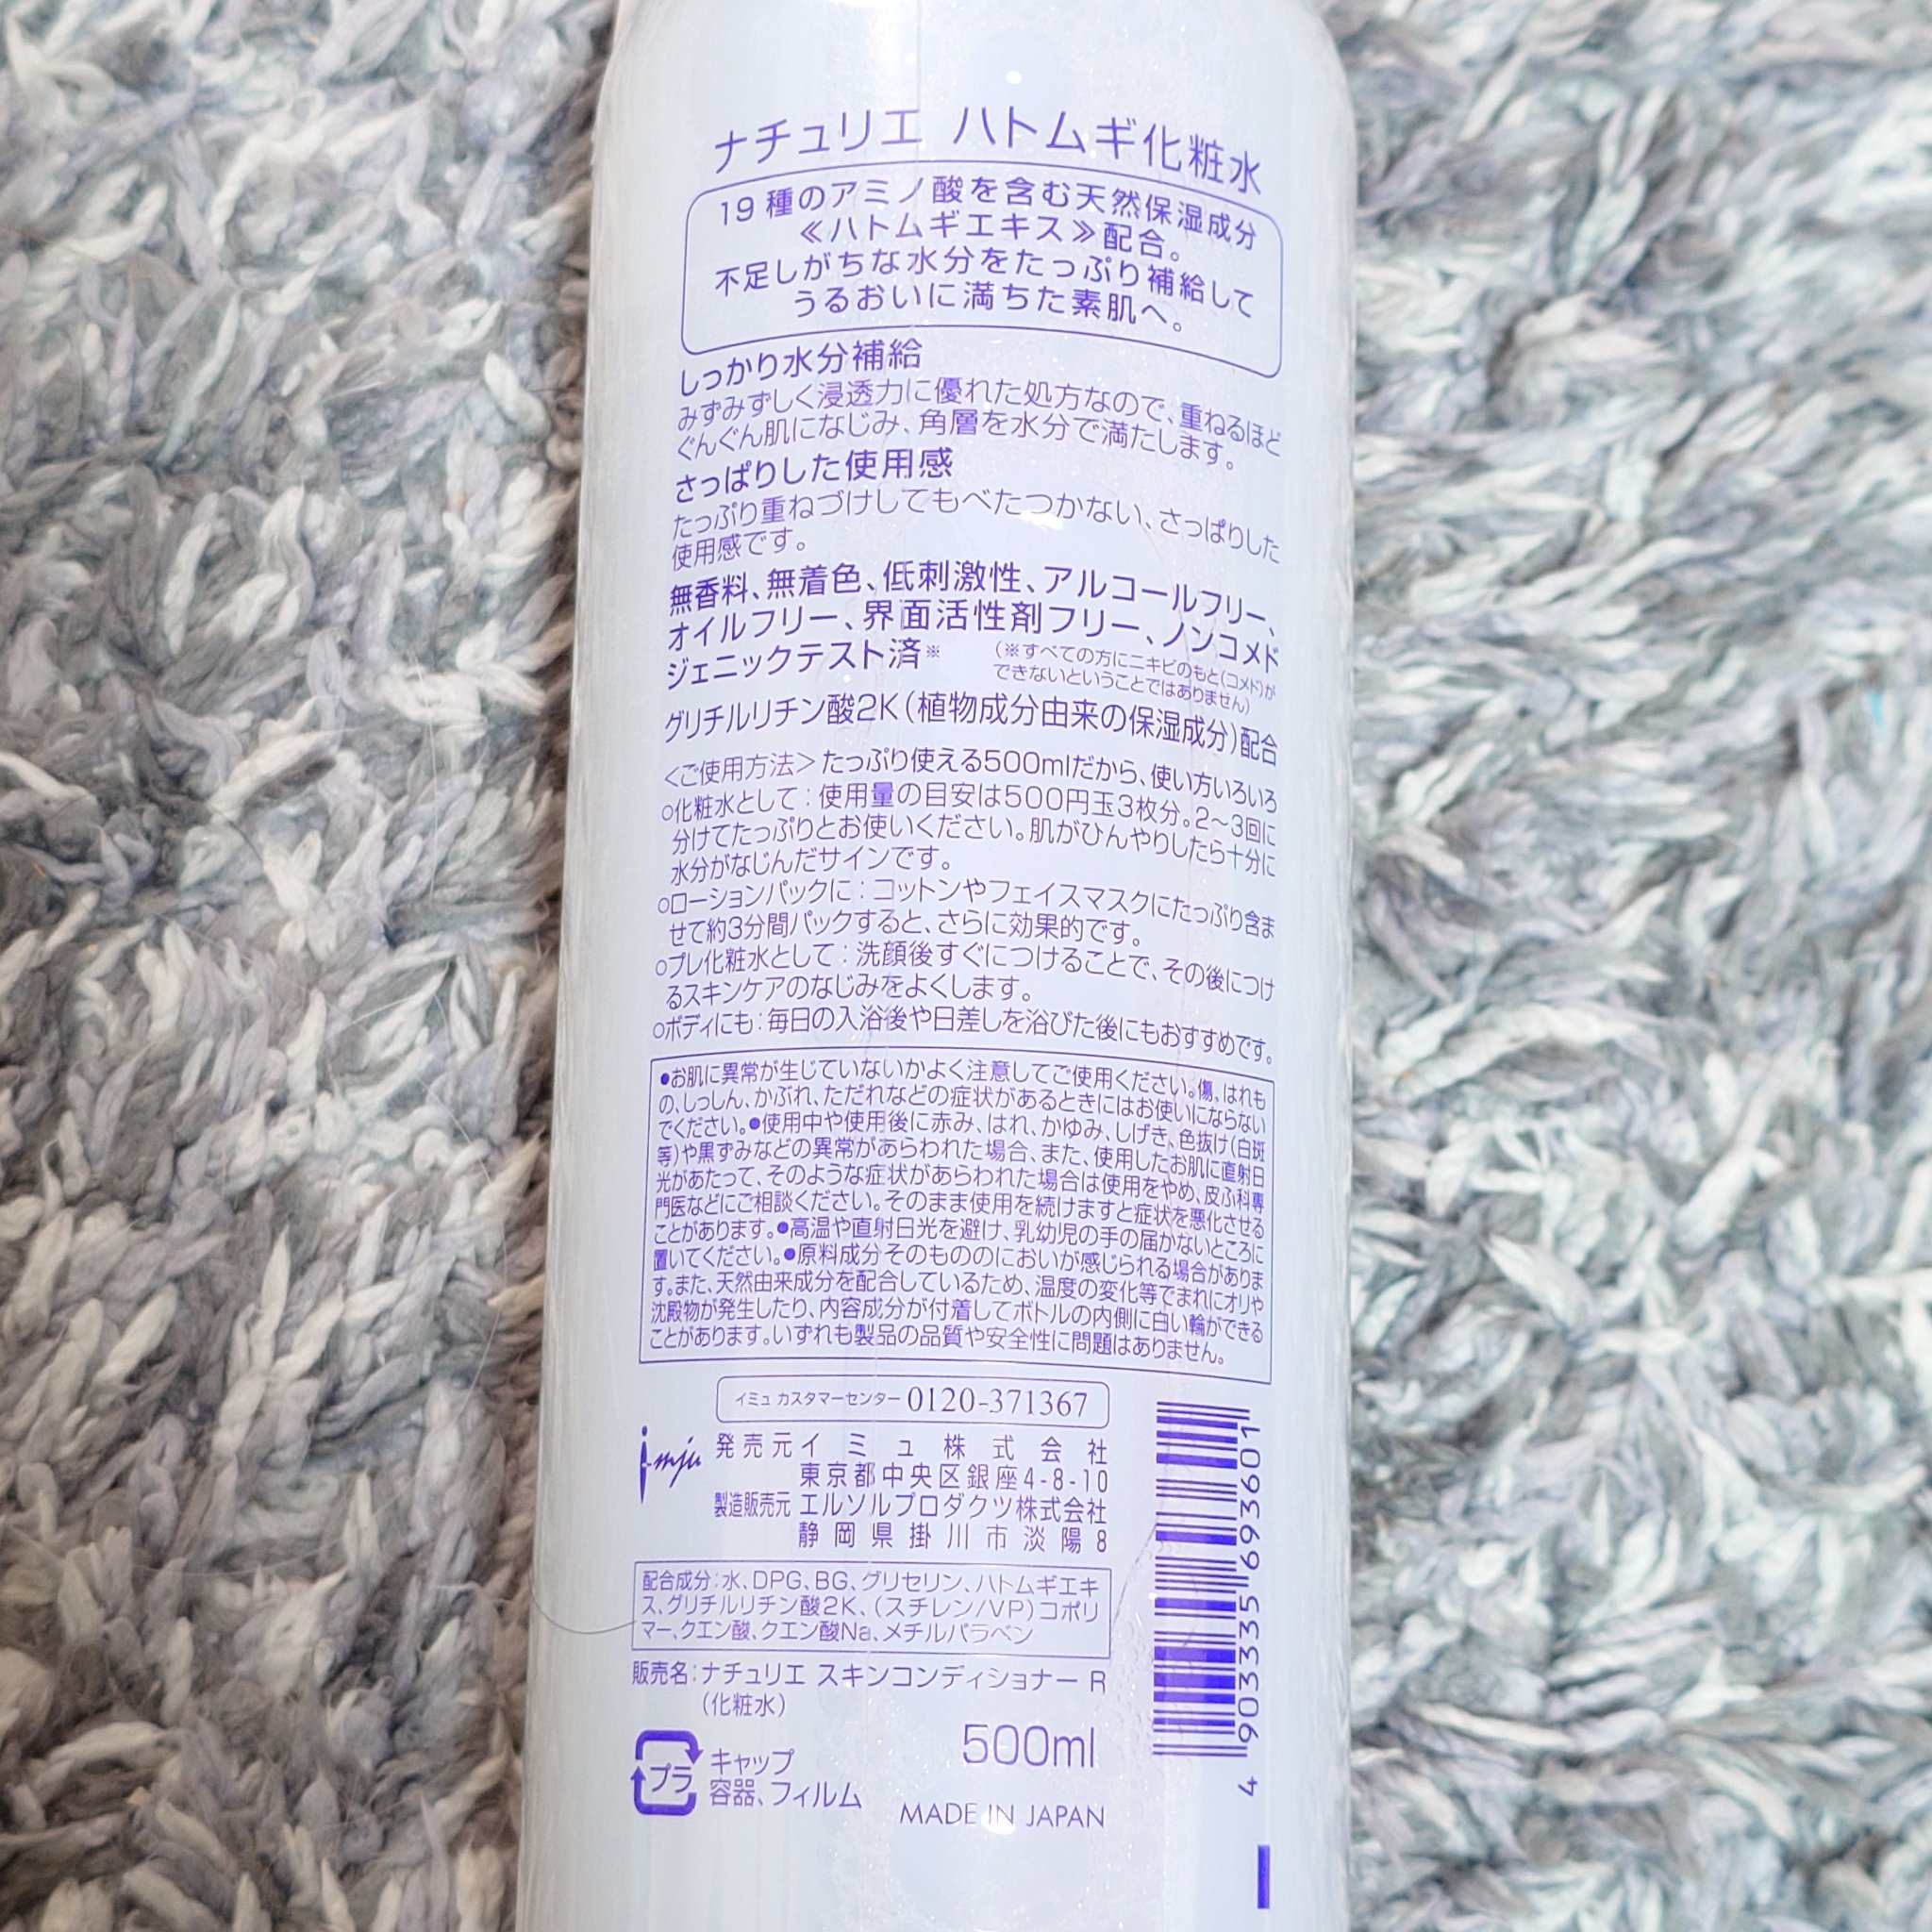 ナチュリエ ハトムギ化粧水
19種のアミノ酸を含む天然保湿成分
≪ハトムギエキス≫配合。
不足しがちな水分をたっぷり補給して
うるおいに満ちた素肌へ。
しっかり水分補給
みずみずしく浸透力に優れた処方なので、重ねるほど
ぐんぐん肌になじみ、角層を水分で満たします。
さっぱりした使用感
たっぷり重ねづけしてもべたつかない、さっぱりした
使用感です。
無香料、無着色、低刺激性、アルコールフリー、
オイルフリー、界面活性剤フリー、ノンコメド
ジェニックテスト済※
(※すべての方にニキビのもと(コメド)が
できないということではありません)
グリチルリチン酸2K(植物成分由来の保湿成分)配合
<ご使用方法>たっぷり使える500mlだから、使い方いろいろ
○化粧水として:使用量の目安は500円玉3枚分。2〜3回に
分けてたっぷりとお使いください。肌がひんやりしたら十分に
水分がなじんだサインです。
○ローションパックに:コットンやフェイスマスクにたっぷり含ま
せて約3分間パックすると、さらに効果的です。
○プレ化粧水として:洗顔後すぐにつけることで、その後につけ
るスキンケアのなじみをよくします。
○ボディにも:毎日の入浴後や日差しを浴びた後にもおすすめです。
●お肌に異常が生じていないかよく注意してご使用ください。傷、はれも
の、しっしん、かぶれ、ただれなどの症状があるときにはお使いにならない
でください。●使用中や使用後に赤み、はれ、かゆみ、しげき、色抜け(白斑
等)や黒ずみなどの異常があらわれた場合、また、使用したお肌に直射日
光があたって、そのような症状があらわれた場合は使用をやめ、皮ふ科専
門医などにご相談ください。そのまま使用を続けますと症状を悪化させる
ことがあります。●高温や直射日光を避け、乳幼児の手の届かないところに
置いてください。●原料成分そのもののにおいが感じられる場合がありま
す。また、天然由来成分を配合しているため、温度の変化等でまれにオリや
沈殿物が発生したり、内容成分が付着してボトルの内側に白い輪ができる
ことがあります。いずれも製品の品質や安全性に問題はありません。
イミュ カスタマーセンター 0120-371367
imju
発売元 イミュ株式会社
東京都中央区銀座4-8-10
製造販売元 エルソルプロダクツ株式会社
静岡県掛川市淡陽8
配合成分:水、DPG、BG、グリセリン、ハトムギエキ
ス、グリチルリチン酸2K、(スチレン/VP)コポリ
マー、クエン酸、クエン酸Na、メチルパラベン
販売名:ナチュリエ スキンコンディショナー R
(化粧水)
500ml
プラ
キャップ
容器、フィルム
MADE IN JAPAN
4 903335 693601